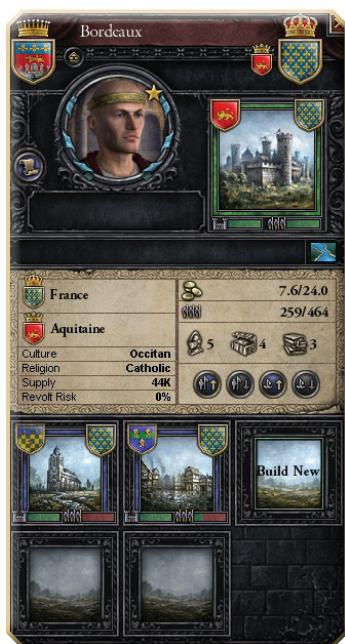 Bordeaux
France
7.6/24.0
259/464
Aquitaine
5 4 3
Culture Occitan
Religion Catholic
Supply 44K
Revolt Risk 0%
Build New